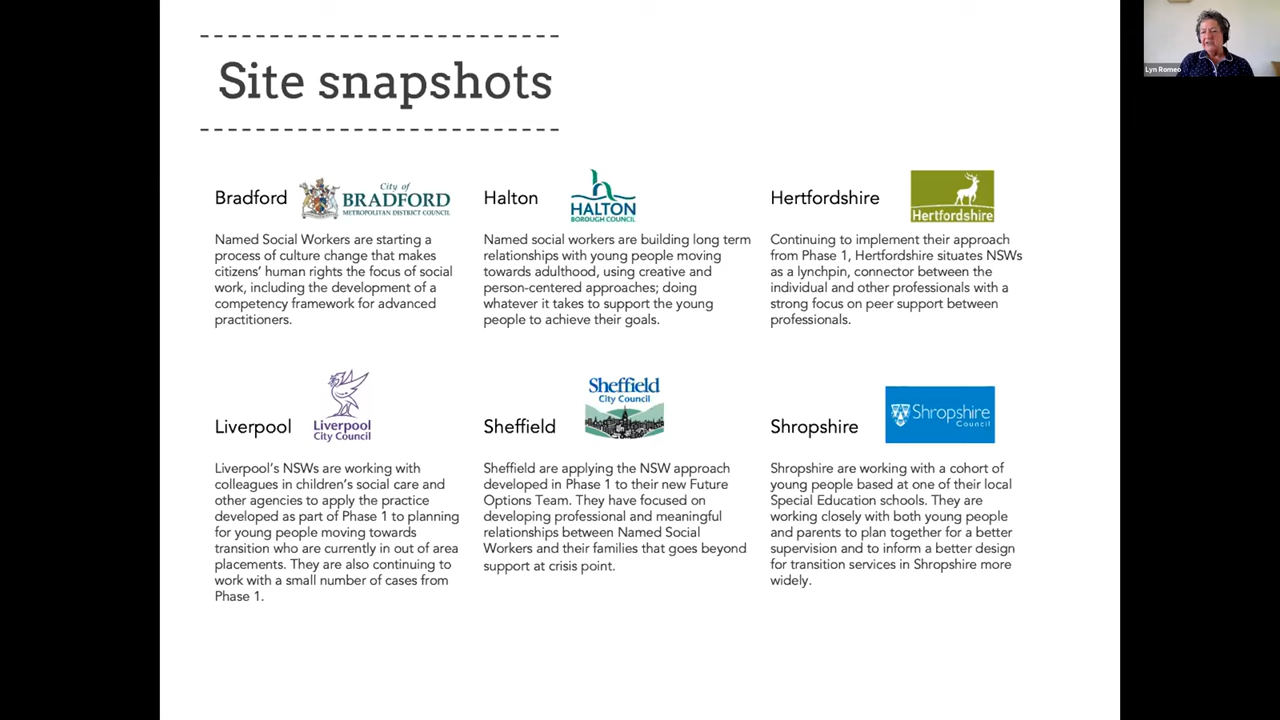 Site snapshots
Lyn Romeo
Bradford
City of
BRADFORD
METROPOLITAN DISTRICT COUNCIL
Named Social Workers are starting a
process of culture change that makes
citizens’ human rights the focus of social
work, including the development of a
competency framework for advanced
practitioners.
Halton
HALTON
BOROUGH COUNCIL
Named social workers are building long term
relationships with young people moving
towards adulthood, using creative and
person-centered approaches; doing
whatever it takes to support the young
people to achieve their goals.
Hertfordshire
Hertfordshire
Continuing to implement their approach
from Phase 1, Hertfordshire situates NSWs
as a lynchpin, connector between the
individual and other professionals with a
strong focus on peer support between
professionals.
Liverpool
Liverpool
City Council
Liverpool’s NSWs are working with
colleagues in children’s social care and
other agencies to apply the practice
developed as part of Phase 1 to planning
for young people moving towards
transition who are currently in out of area
placements. They are also continuing to
work with a small number of cases from
Phase 1.
Sheffield
Sheffield
City Council
Sheffield are applying the NSW approach
developed in Phase 1 to their new Future
Options Team. They have focused on
developing professional and meaningful
relationships between Named Social
Workers and their families that goes beyond
support at crisis point.
Shropshire
Shropshire
Council
Shropshire are working with a cohort of
young people based at one of their local
Special Education schools. They are
working closely with both young people
and parents to plan together for a better
supervision and to inform a better design
for transition services in Shropshire more
widely.